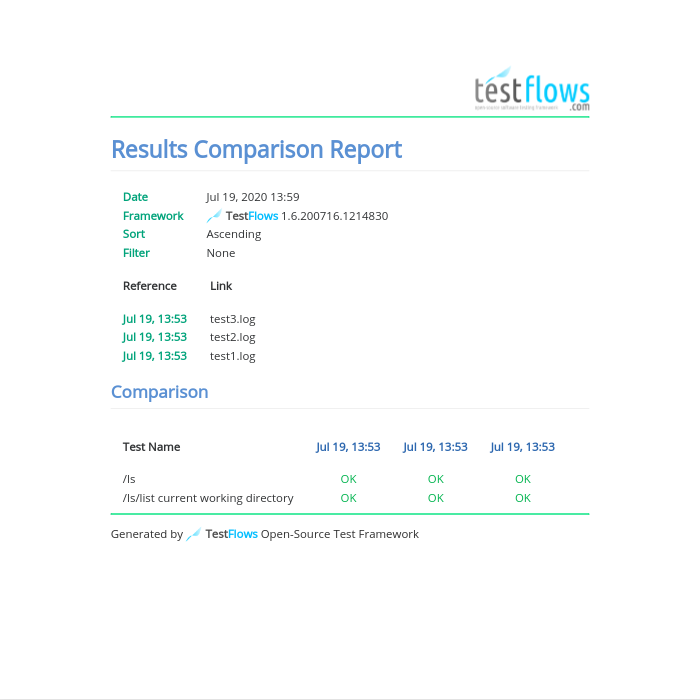 testflows
open-source software testing framework
.com
Results Comparison Report
Date Jul 19, 2020 13:59
Framework TestFlows 1.6.200716.1214830
Sort Ascending
Filter None
Reference Link
Jul 19, 13:53 test3.log
Jul 19, 13:53 test2.log
Jul 19, 13:53 test1.log
Comparison
Test Name Jul 19, 13:53 Jul 19, 13:53 Jul 19, 13:53
/ls OK OK OK
/ls/list current working directory OK OK OK
Generated by TestFlows Open-Source Test Framework